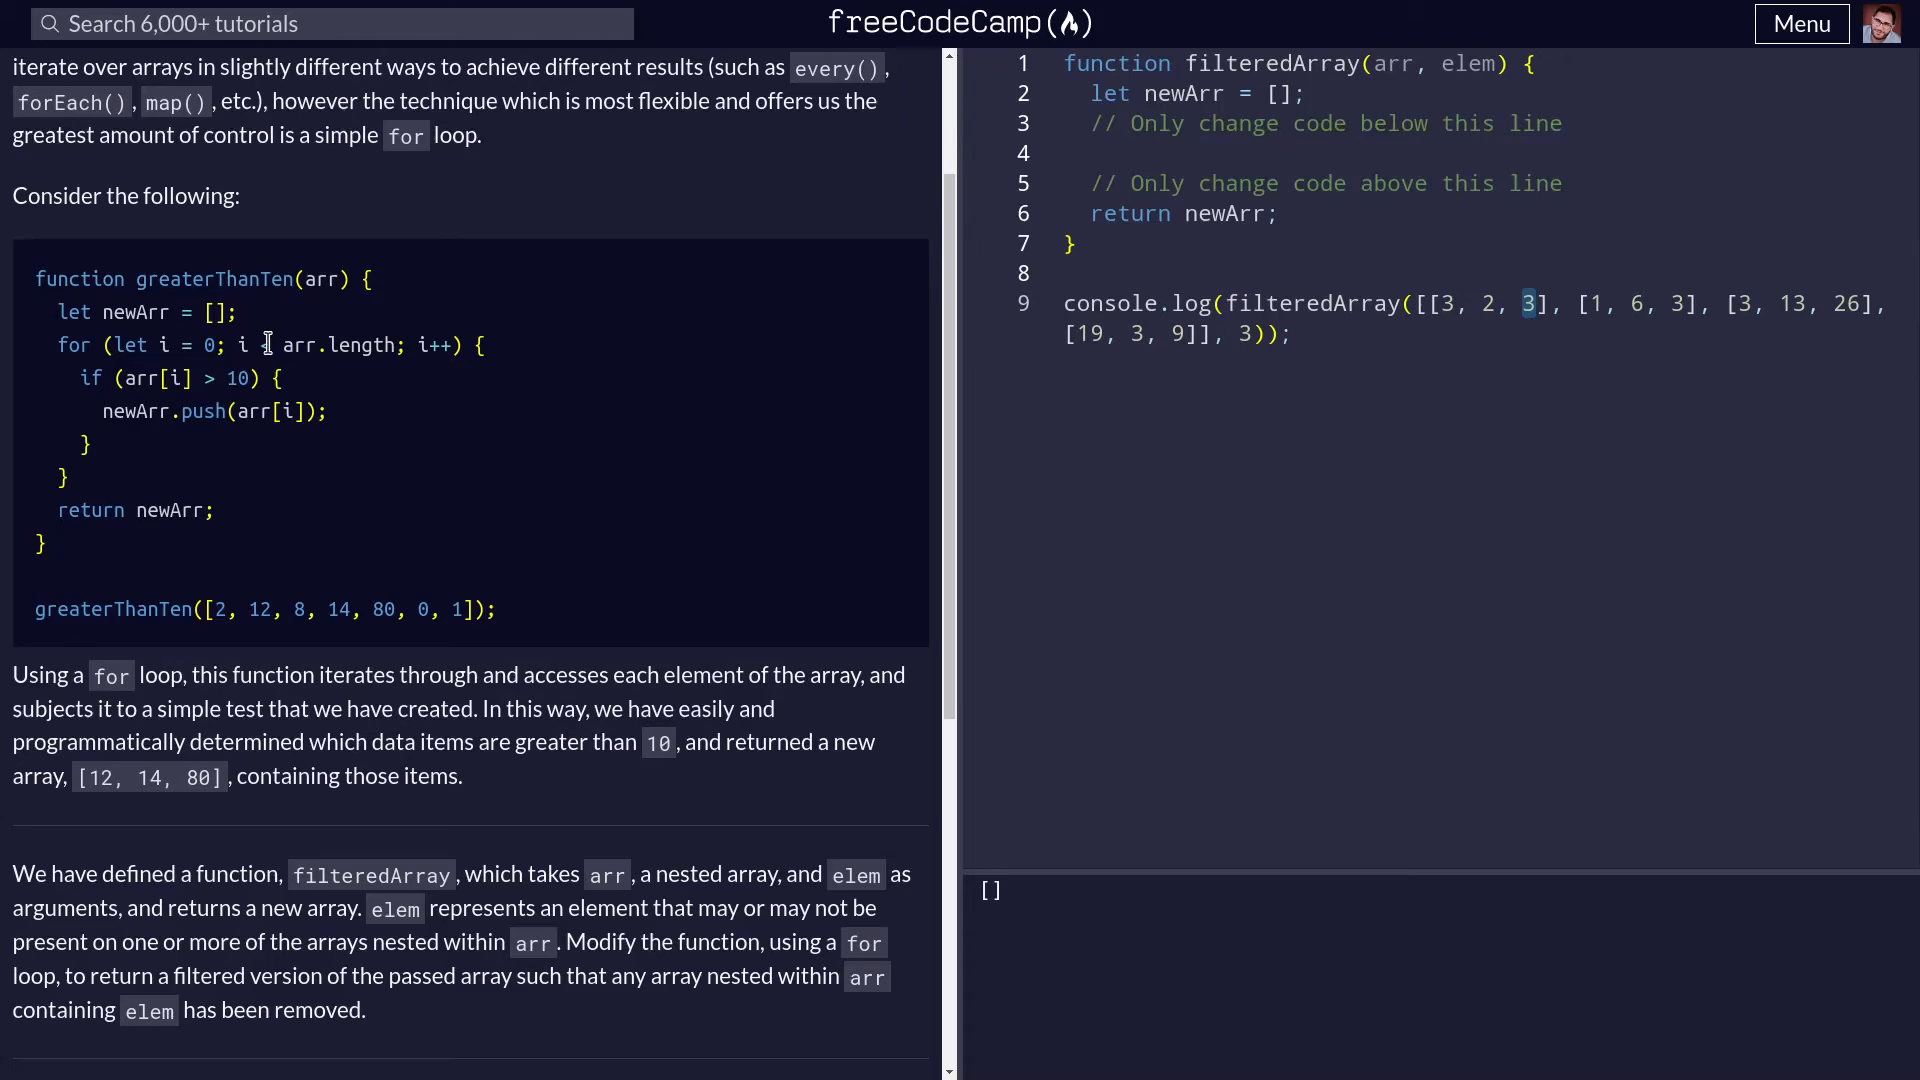 Search 6,000+ tutorials
freeCodeCamp(🔥)
Menu
iterate over arrays in slightly different ways to achieve different results (such as every(),
forEach(), map(), etc.), however the technique which is most flexible and offers us the
greatest amount of control is a simple for loop.
Consider the following:
function greaterThanTen(arr) {
  let newArr = [];
  for (let i = 0; i < arr.length; i++) {
    if (arr[i] > 10) {
      newArr.push(arr[i]);
    }
  }
  return newArr;
}
greaterThanTen([2, 12, 8, 14, 80, 0, 1]);
Using a for loop, this function iterates through and accesses each element of the array, and
subjects it to a simple test that we have created. In this way, we have easily and
programmatically determined which data items are greater than 10, and returned a new
array, [12, 14, 80], containing those items.
We have defined a function, filteredArray, which takes arr, a nested array, and elem as
arguments, and returns a new array. elem represents an element that may or may not be
present on one or more of the arrays nested within arr. Modify the function, using a for
loop, to return a filtered version of the passed array such that any array nested within arr
containing elem has been removed.
1 function filteredArray(arr, elem) {
2   let newArr = [];
3   // Only change code below this line
4
5   // Only change code above this line
6   return newArr;
7 }
8
9 console.log(filteredArray([[3, 2, 3], [1, 6, 3], [3, 13, 26],
[19, 3, 9]], 3));
[]